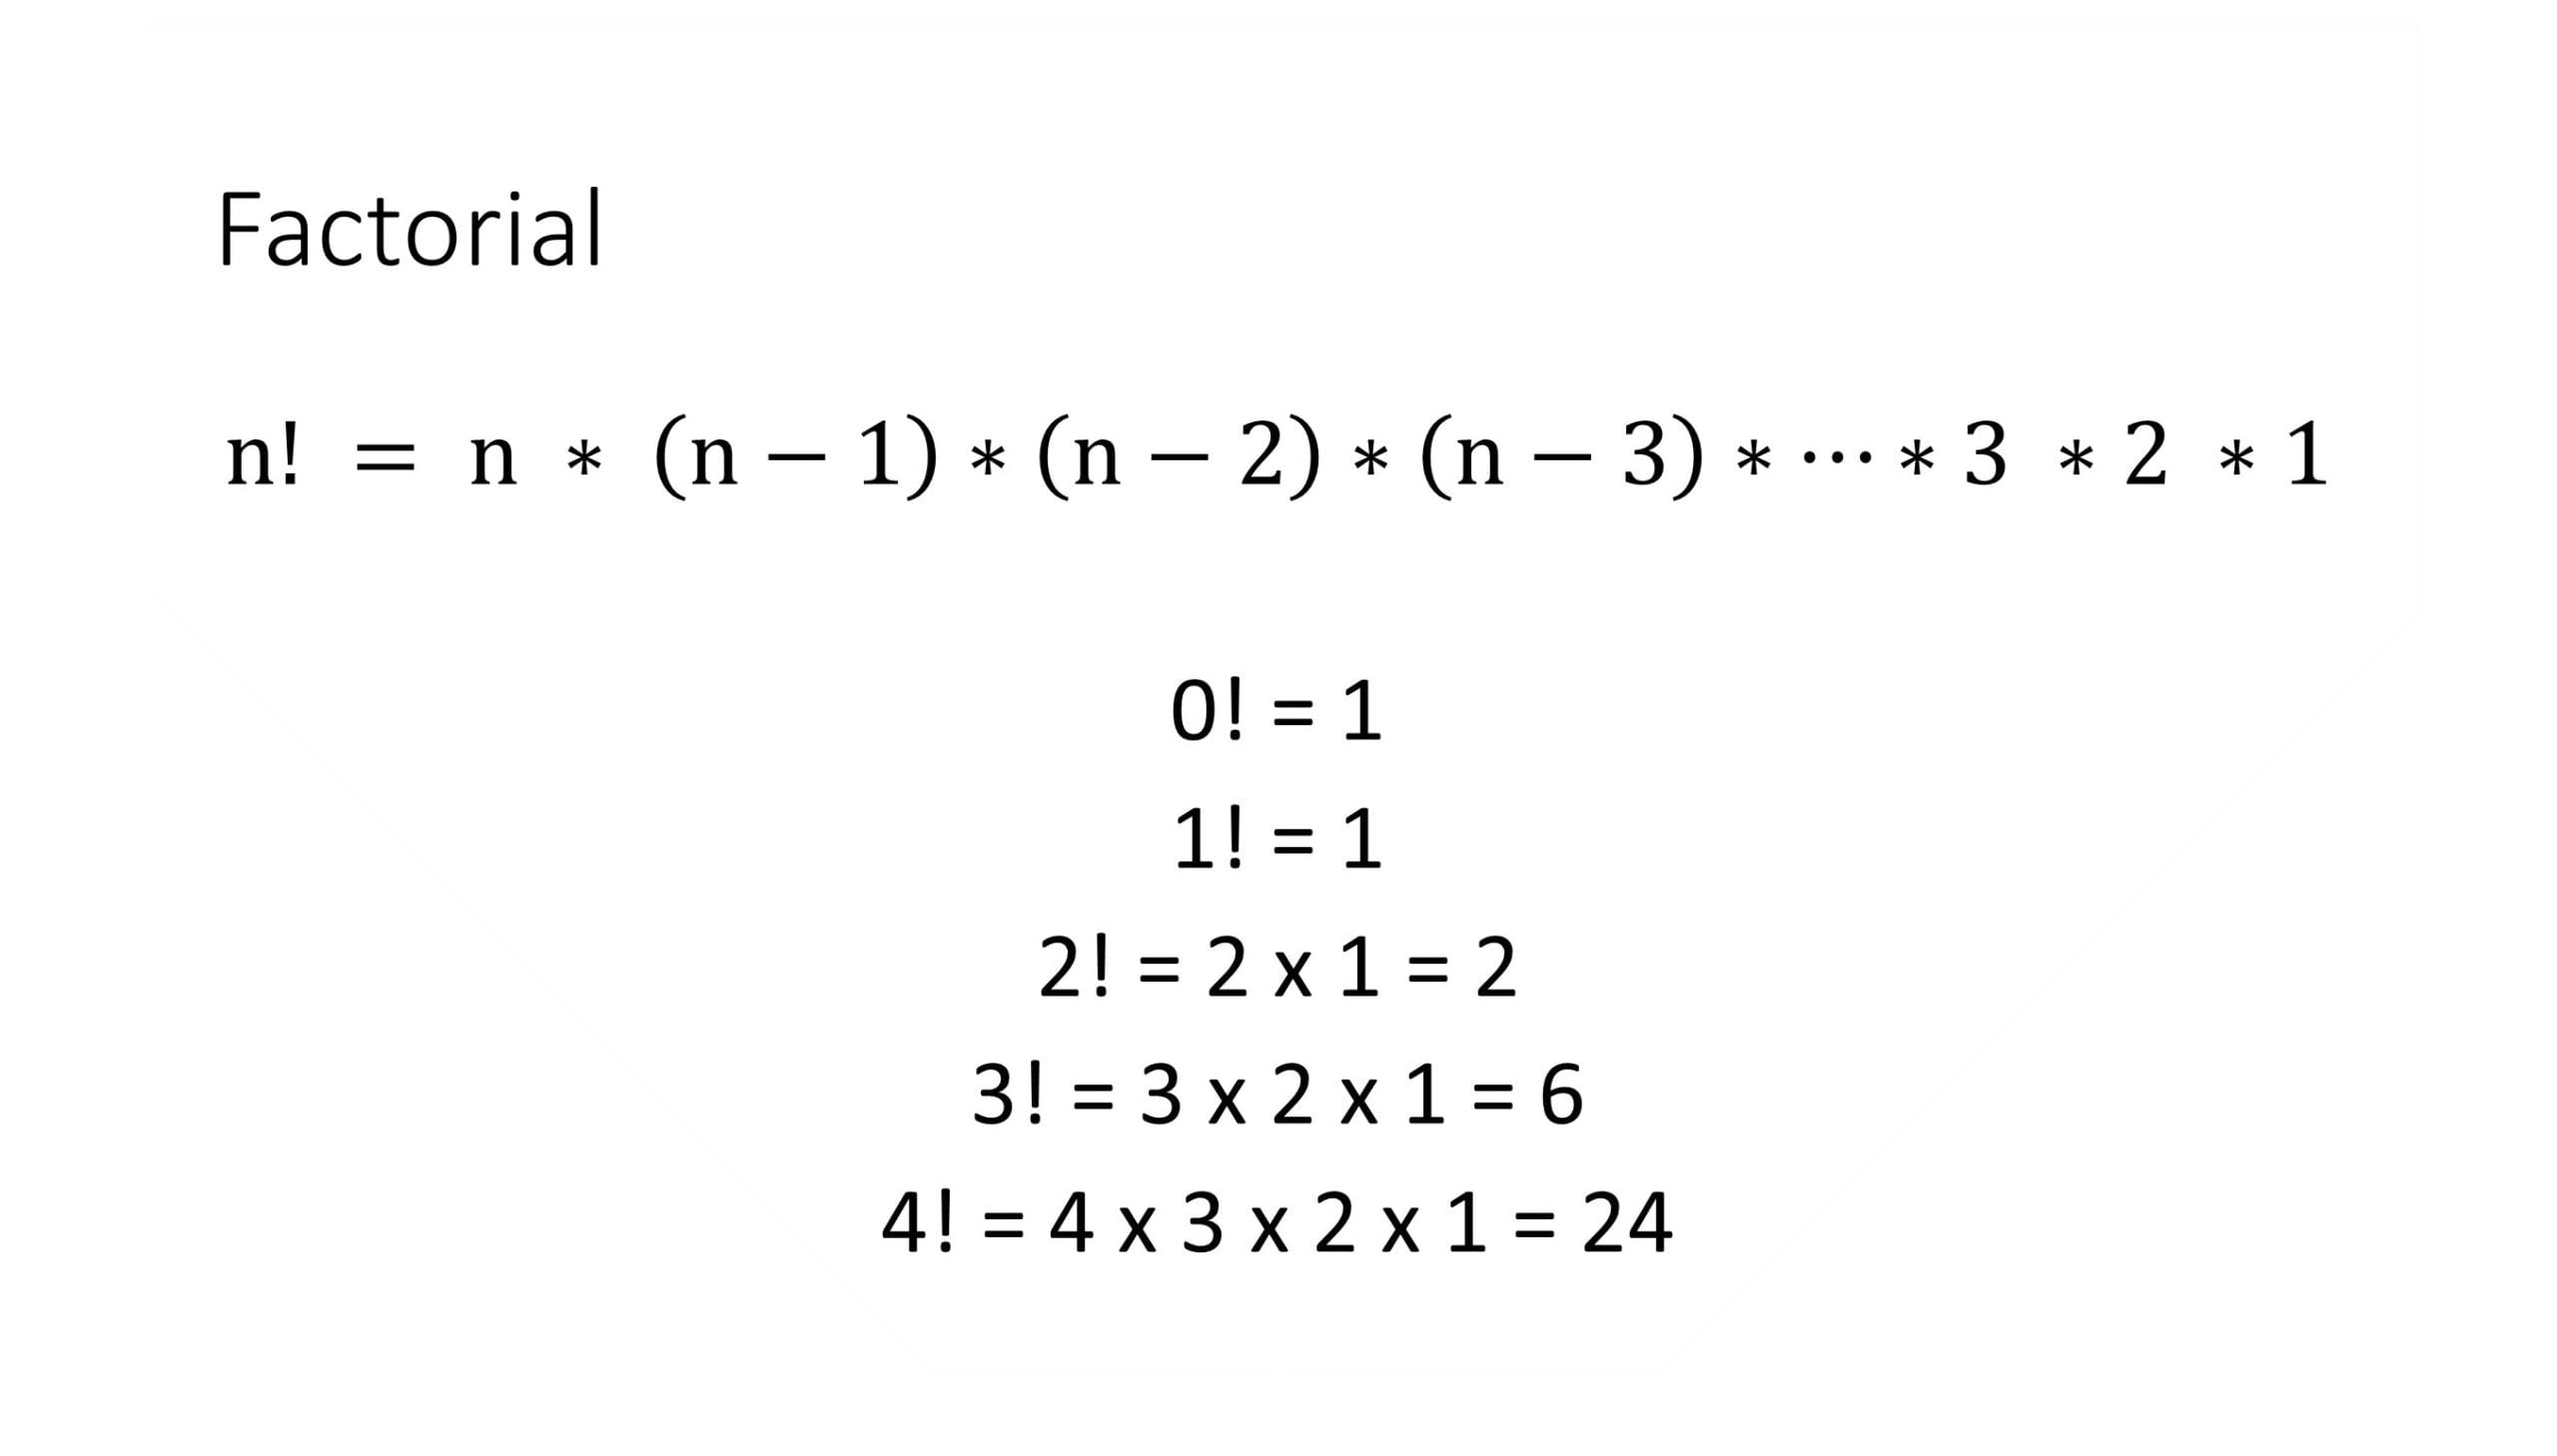 Factorial
n! = n ∗ (n − 1) ∗ (n − 2) ∗ (n − 3) ∗ ⋯ ∗ 3 ∗ 2 ∗ 1
0! = 1
1! = 1
2! = 2 x 1 = 2
3! = 3 x 2 x 1 = 6
4! = 4 x 3 x 2 x 1 = 24